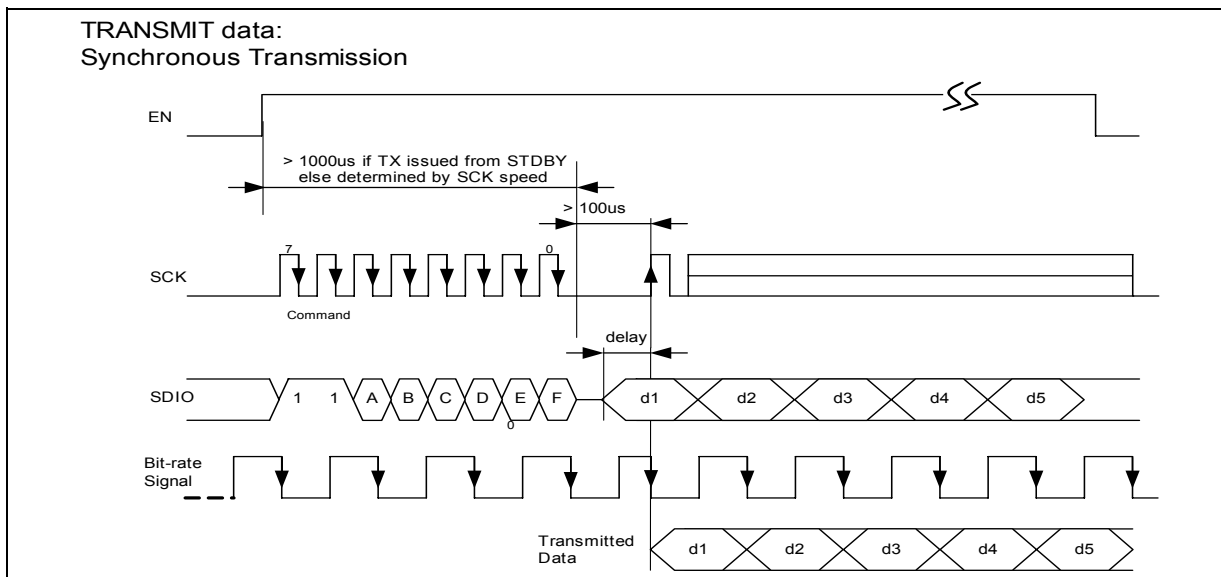 TRANSMIT data:
Synchronous Transmission
EN
> 1000us if TX issued from STDBY
else determined by SCK speed
> 100us
7
0
SCK
Command
delay
SDIO
1 1 A B C D E F d1 d2 d3 d4 d5
0
Bit-rate
Signal
Transmitted
Data
d1 d2 d3 d4 d5